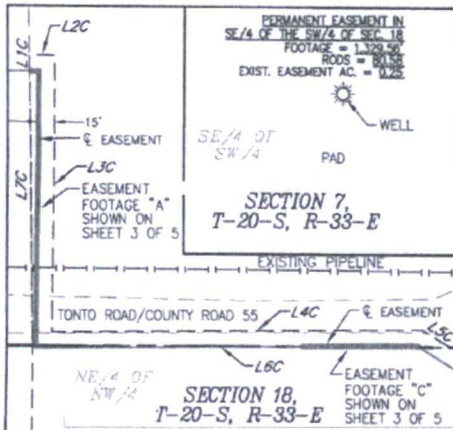 PERMANENT EASEMENT IN
SE/4 OF THE SW/4 OF SEC. 18
FOOTAGE = 1,329.56'
RODS = 80.58
EXIST. EASEMENT AC. = 0.25
L1C
L2C
WELL
15'
℄ EASEMENT
SE/4 OF
SW/4
PAD
L3C
L7C
EASEMENT
FOOTAGE "A"
SHOWN ON
SHEET 3 OF 5
SECTION 7,
T-20-S, R-33-E
EXISTING PIPELINE
TONTO ROAD/COUNTY ROAD 55
L4C
℄ EASEMENT
L5C
L6C
NE/4 OF
SW/4
SECTION 18,
T-20-S, R-33-E
EASEMENT
FOOTAGE "C"
SHOWN ON
SHEET 3 OF 5